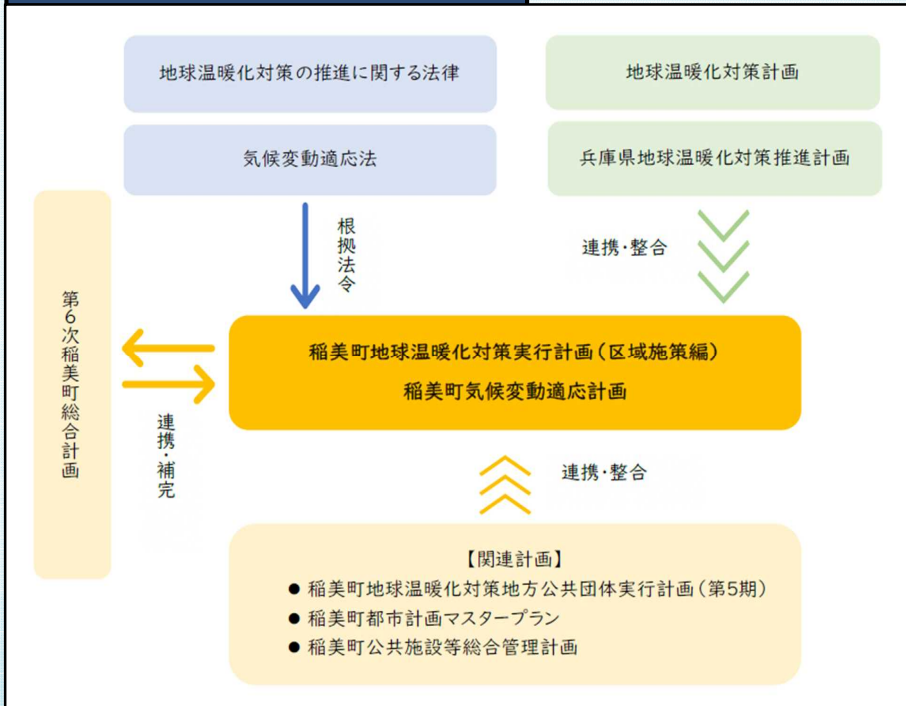 地球温暖化対策の推進に関する法律
気候変動適応法
地球温暖化対策計画
兵庫県地球温暖化対策推進計画
根拠法令
連携・整合
第6次稲美町総合計画
連携・補完
稲美町地球温暖化対策実行計画(区域施策編)
稲美町気候変動適応計画
連携・整合
【関連計画】
● 稲美町地球温暖化対策地方公共団体実行計画(第5期)
● 稲美町都市計画マスタープラン
● 稲美町公共施設等総合管理計画